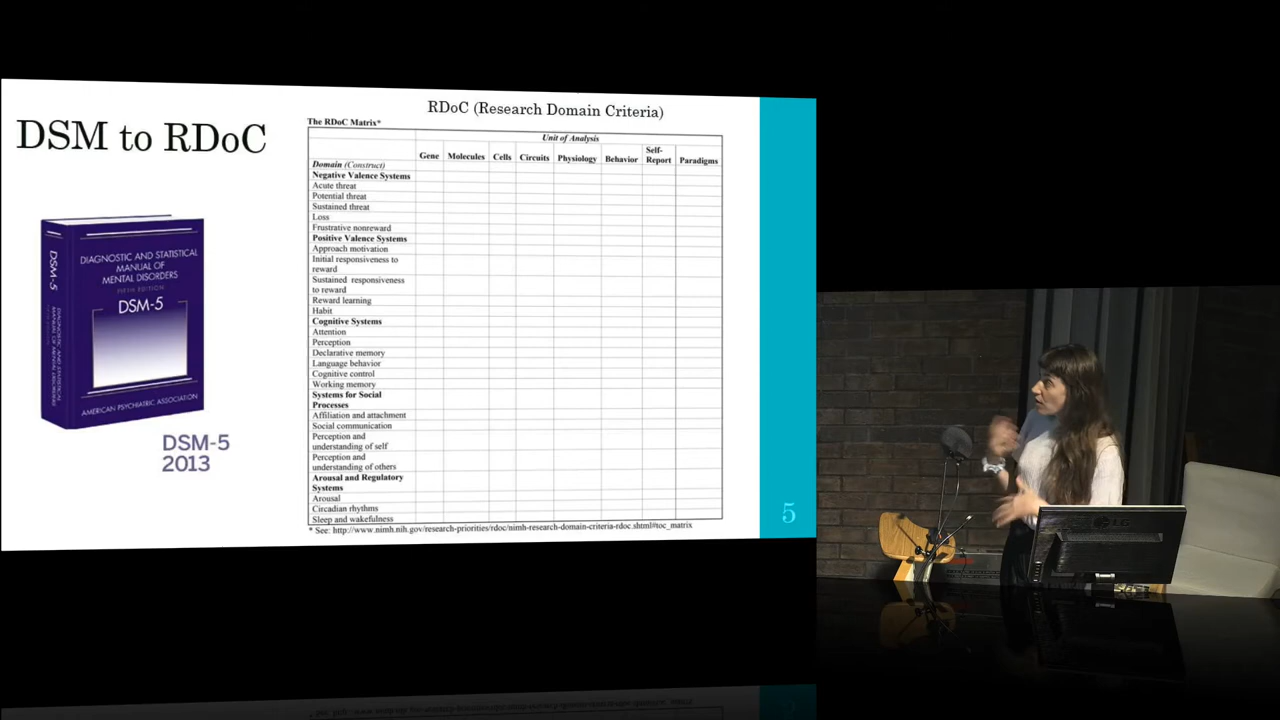 DSM to RDoC
RDoC (Research Domain Criteria)
The RDoC Matrix*
Unit of Analysis
Domain (Construct) Gene Molecules Cells Circuits Physiology Behavior Self-Report Paradigms
Negative Valence Systems
Acute threat
Potential threat
Sustained threat
Loss
Frustrative nonreward
Positive Valence Systems
Approach motivation
Initial responsiveness to
reward
Sustained responsiveness
to reward
Reward learning
Habit
Cognitive Systems
Attention
Perception
Declarative memory
Language behavior
Cognitive control
Working memory
Systems for Social
Processes
Affiliation and attachment
Social communication
Perception and
understanding of self
Perception and
understanding of others
Arousal and Regulatory
Systems
Arousal
Circadian rhythms
Sleep and wakefulness
* See: http://www.nimh.nih.gov/research-priorities/rdoc/nimh-research-domain-criteria-rdoc.shtml#toc_matrix
DSM-5
DIAGNOSTIC AND STATISTICAL
MANUAL OF
MENTAL DISORDERS
FIFTH EDITION
DSM-5
AMERICAN PSYCHIATRIC ASSOCIATION
DSM-5
2013
5
LG